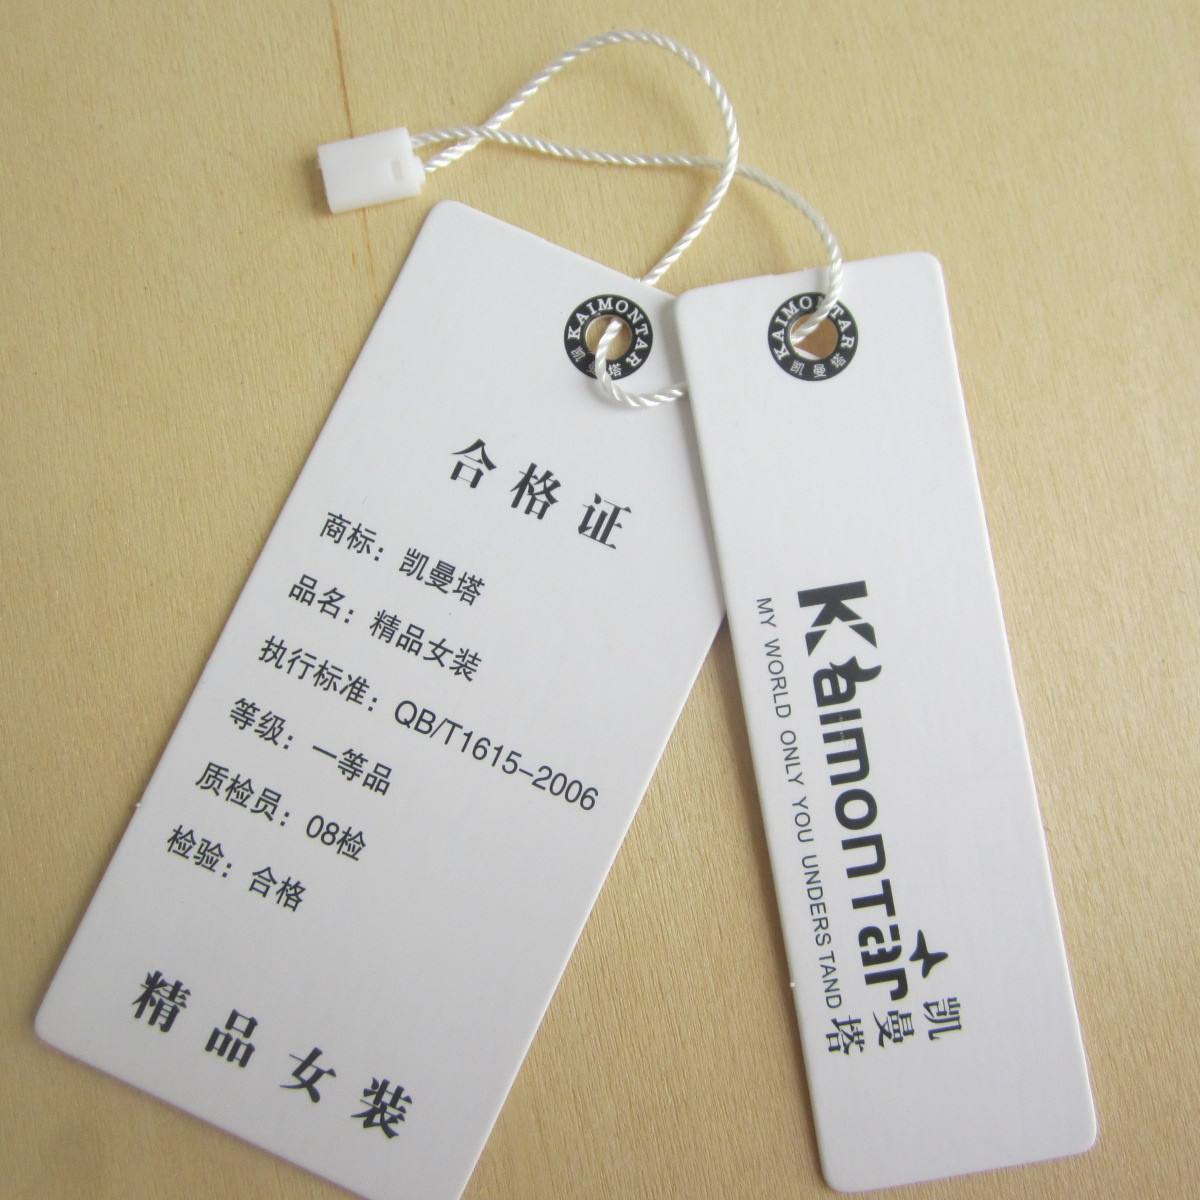 KAIMONTAR
凯曼塔
合格证
商标：凯曼塔
品名：精品女装
执行标准：QB/T1615-2006
等级：一等品
质检员：08检
检验：合格
精品女装
KAIMONTAR
凯曼塔
Kaimontar
凯曼塔
MY WORLD ONLY YOU UNDERSTAND